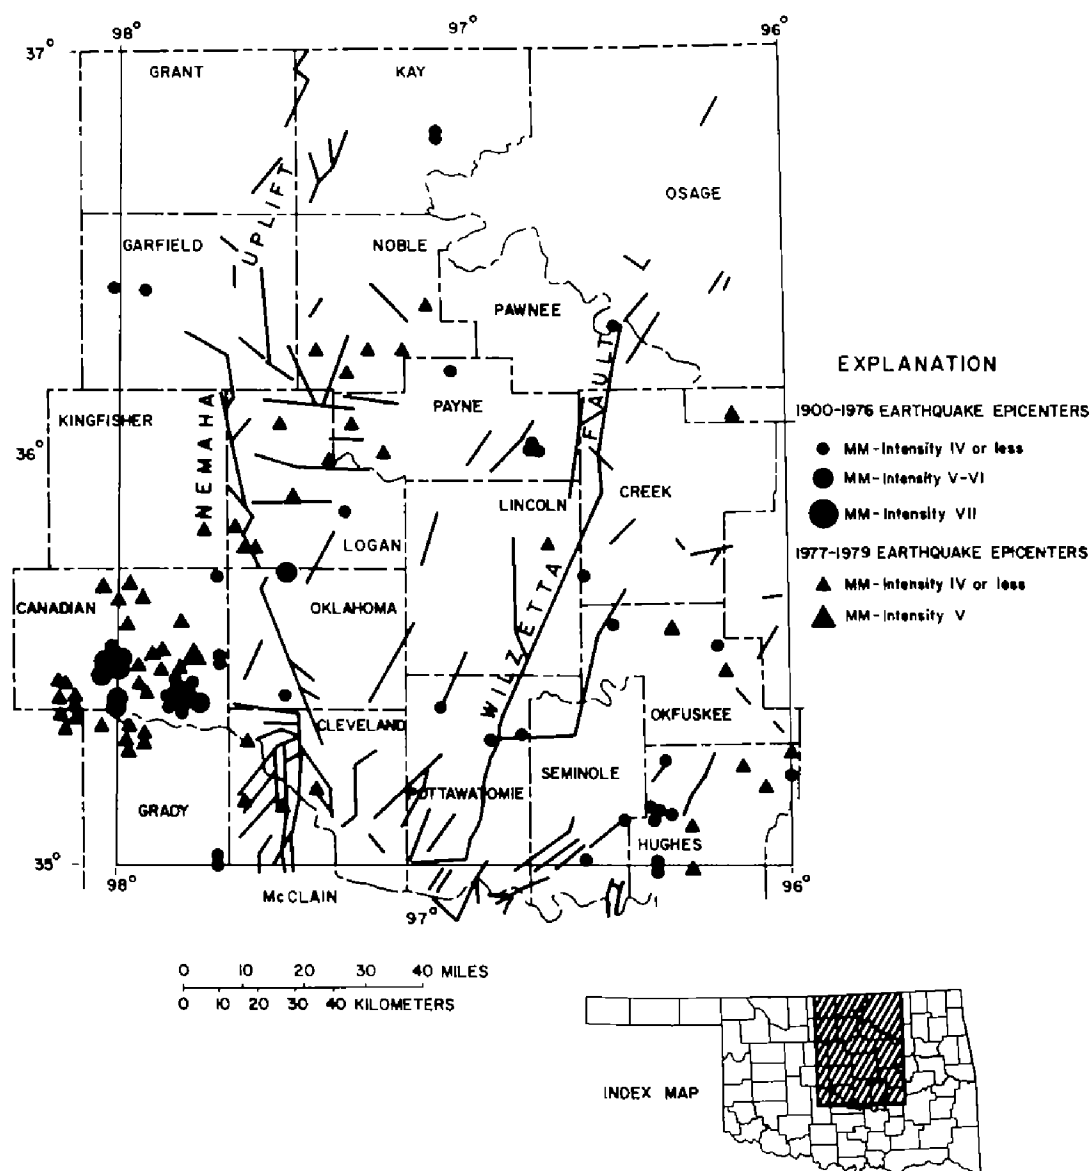 98° 97° 96°
37°
GRANT KAY
OSAGE
UPLIFT
GARFIELD NOBLE
PAWNEE
EXPLANATION
1900-1976 EARTHQUAKE EPICENTERS
MM-Intensity IV or less
MM-Intensity V-VI
MM-Intensity VII
1977-1979 EARTHQUAKE EPICENTERS
MM-Intensity IV or less
MM-Intensity V
KINGFISHER NEMAHA PAYNE FAULT
36°
LINCOLN CREEK
LOGAN
CANADIAN OKLAHOMA
WILZETTA
CLEVELAND OKFUSKEE
SEMINOLE
GRADY POTTAWATOMIE
HUGHES
35°
98° McCLAIN 97° 96°
0 10 20 30 40 MILES
0 10 20 30 40 KILOMETERS
INDEX MAP